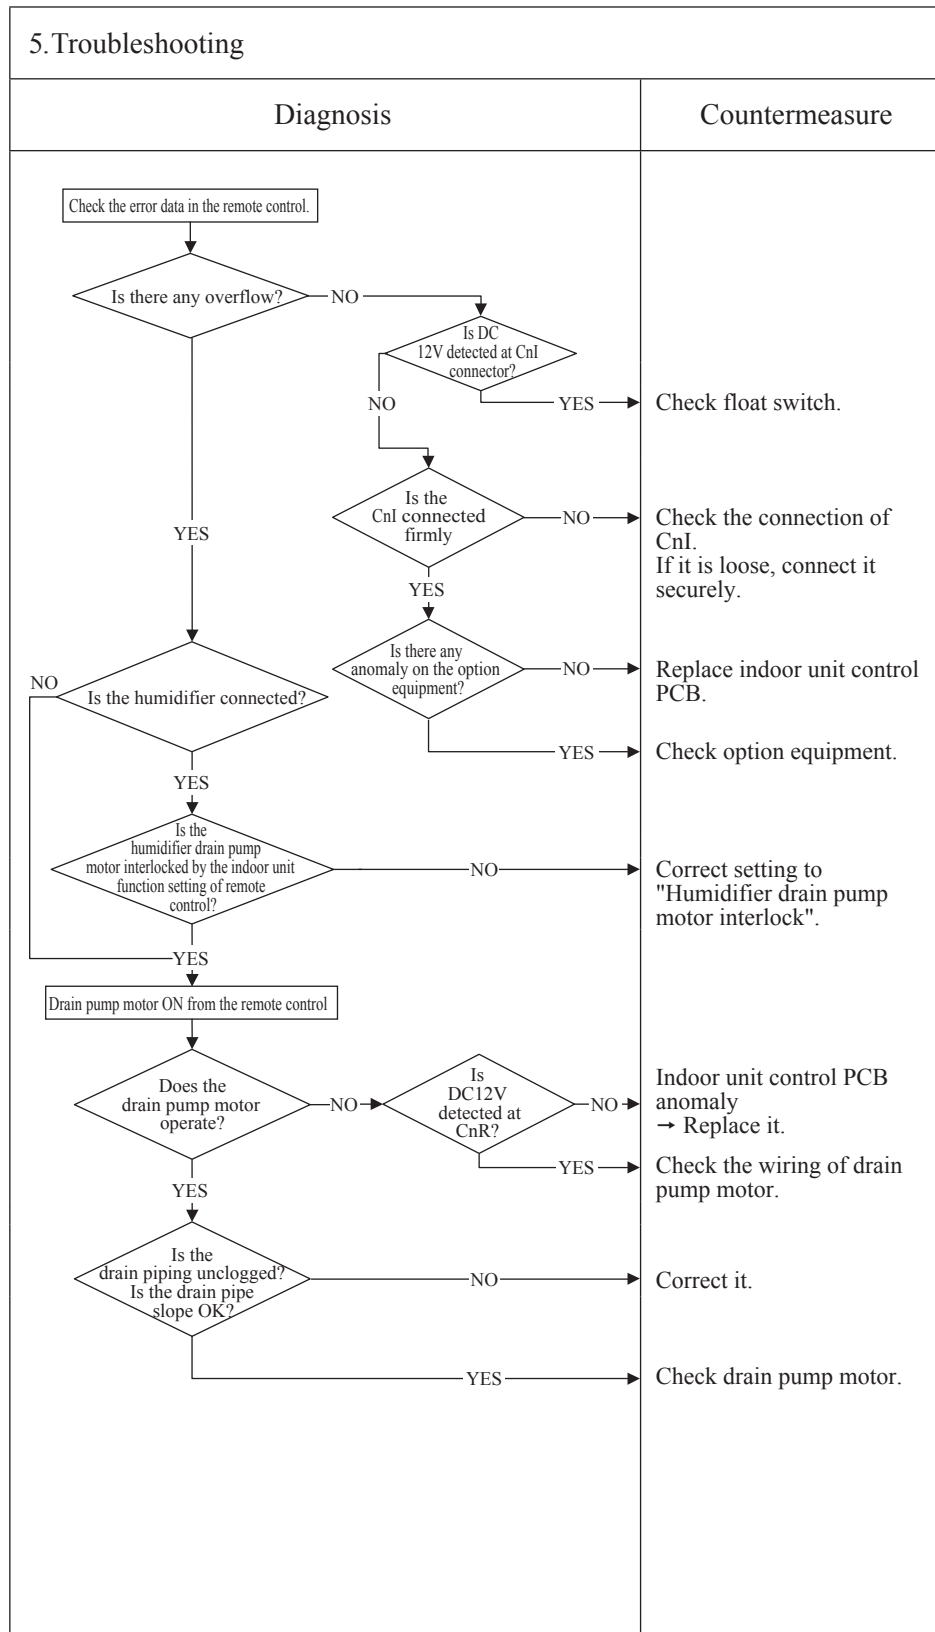 5.Troubleshooting
Diagnosis
Countermeasure
Check the error data in the remote control.
Is there any overflow?
NO
Is DC
12V detected at CnI
connector?
YES
Check float switch.
NO
Is the
CnI connected
firmly
NO
Check the connection of
CnI.
If it is loose, connect it
securely.
YES
YES
Is there any
anomaly on the option
equipment?
NO
Replace indoor unit control
PCB.
YES
Check option equipment.
NO
Is the humidifier connected?
YES
Is the
humidifier drain pump
motor interlocked by the indoor unit
function setting of remote
control?
NO
Correct setting to
"Humidifier drain pump
motor interlock".
YES
Drain pump motor ON from the remote control
Does the
drain pump motor
operate?
NO
Is
DC12V
detected at
CnR?
NO
Indoor unit control PCB
anomaly
→ Replace it.
YES
Check the wiring of drain
pump motor.
YES
Is the
drain piping unclogged?
Is the drain pipe
slope OK?
NO
Correct it.
YES
Check drain pump motor.